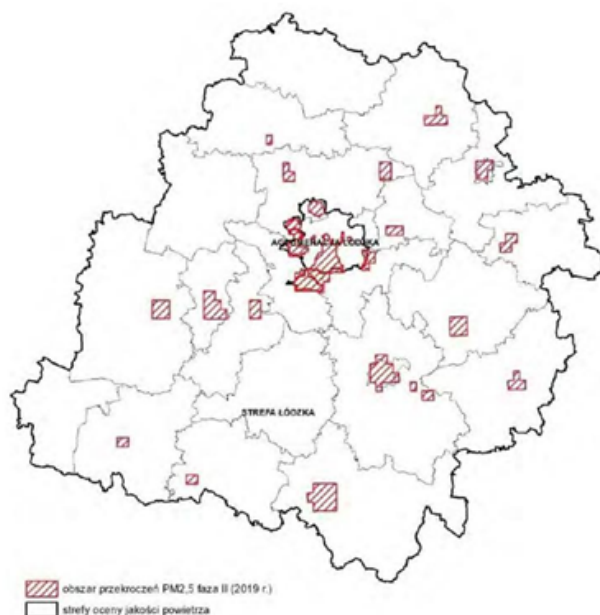 AGLOMERACJA ŁÓDZKA
STREFA ŁÓDZKA
obszar przekroczeń PM2,5 faza II (2019 r.)
strefy oceny jakości powietrza